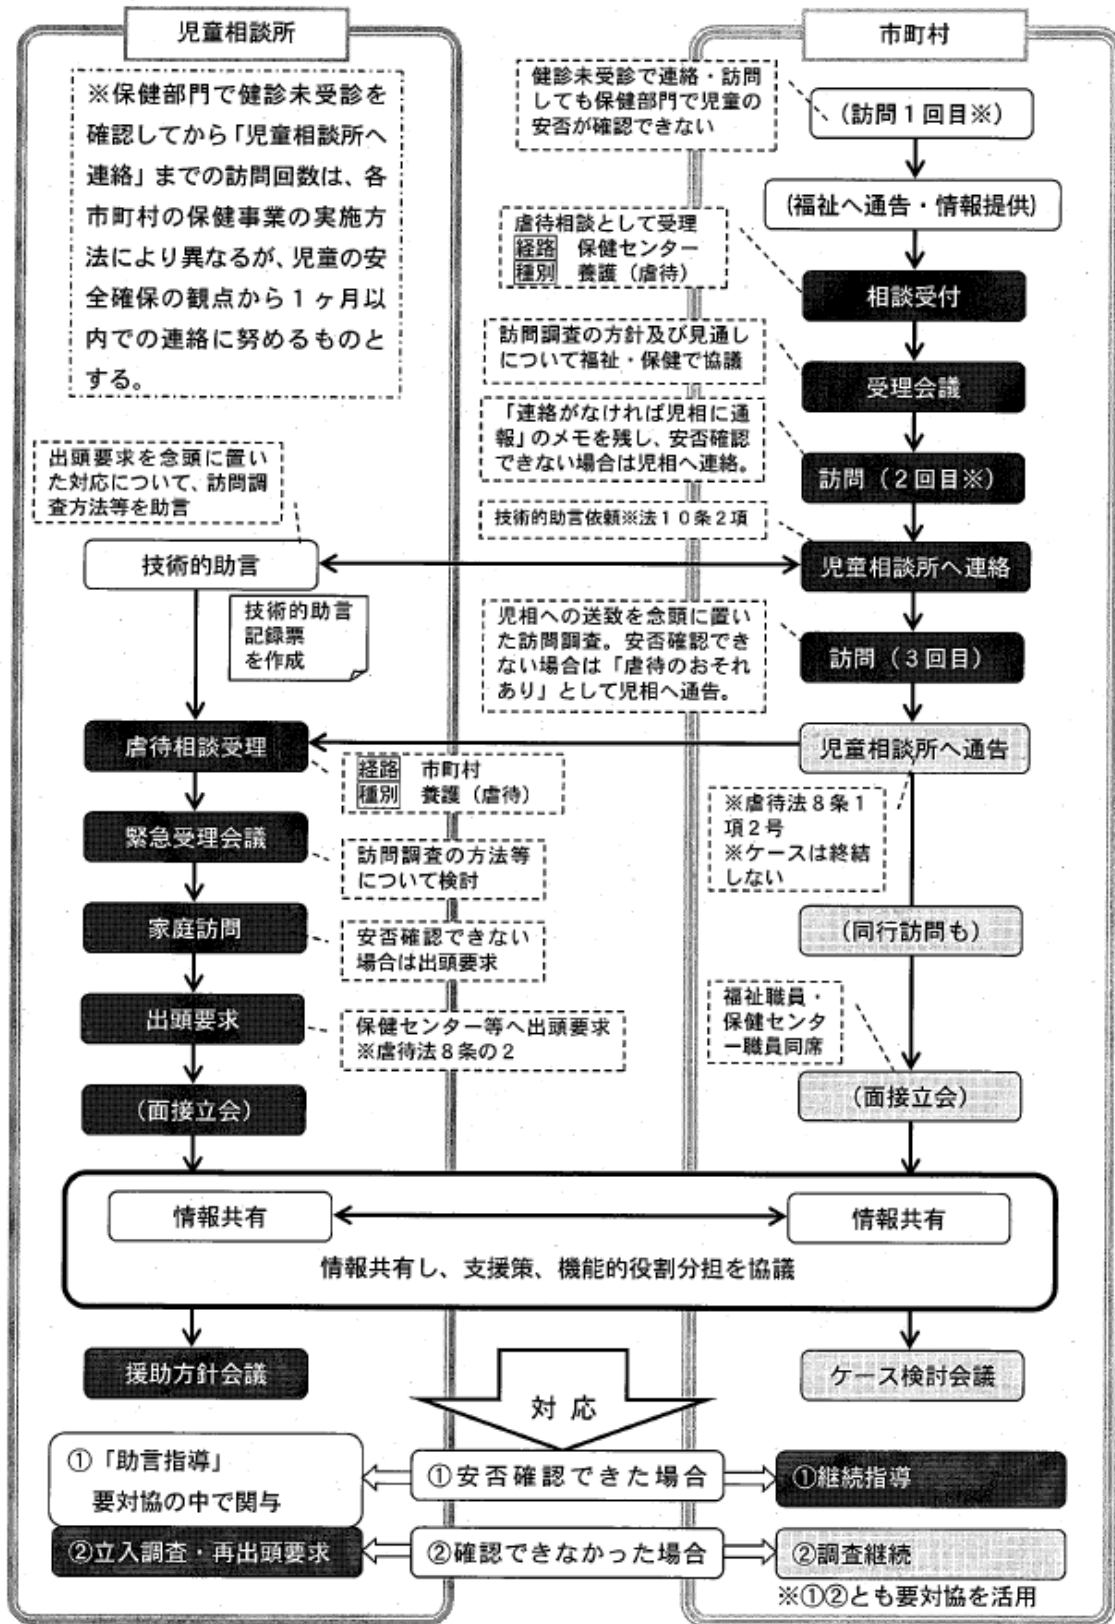 児童相談所
※保健部門で健診未受診を
確認してから「児童相談所へ
連絡」までの訪問回数は、各
市町村の保健事業の実施方
法により異なるが、児童の安
全確保の観点から１ヶ月以
内での連絡に努めるものと
する。
市町村
健診未受診で連絡・訪問
しても保健部門で児童の
安否が確認できない
（訪問１回目※）
（福祉へ通告・情報提供）
虐待相談として受理
経路　保健センター
種別　養護（虐待）
相談受付
訪問調査の方針及び見通し
について福祉・保健で協議
受理会議
「連絡がなければ児相に通
報」のメモを残し、安否確認
できない場合は児相へ連絡。
訪問（２回目※）
出頭要求を念頭に置い
た対応について、訪問調
査方法等を助言
技術的助言依頼※法１０条２項
技術的助言
児童相談所へ連絡
技術的助言
記録票
を作成
児相への送致を念頭に置い
た訪問調査。安否確認でき
ない場合は「虐待のおそれ
あり」として児相へ通告。
訪問（３回目）
虐待相談受理
児童相談所へ通告
経路　市町村
種別　養護（虐待）
※虐待法８条１
項２号
※ケースは終結
しない
緊急受理会議
訪問調査の方法等
について検討
家庭訪問
安否確認できない
場合は出頭要求
（同行訪問も）
出頭要求
保健センター等へ出頭要求
※虐待法８条の２
福祉職員・
保健センタ
ー職員同席
（面接立会）
（面接立会）
情報共有
情報共有
情報共有し、支援策、機能的役割分担を協議
援助方針会議
ケース検討会議
対応
①「助言指導」
要対協の中で関与
①安否確認できた場合
①継続指導
②立入調査・再出頭要求
②確認できなかった場合
②調査継続
※①②とも要対協を活用